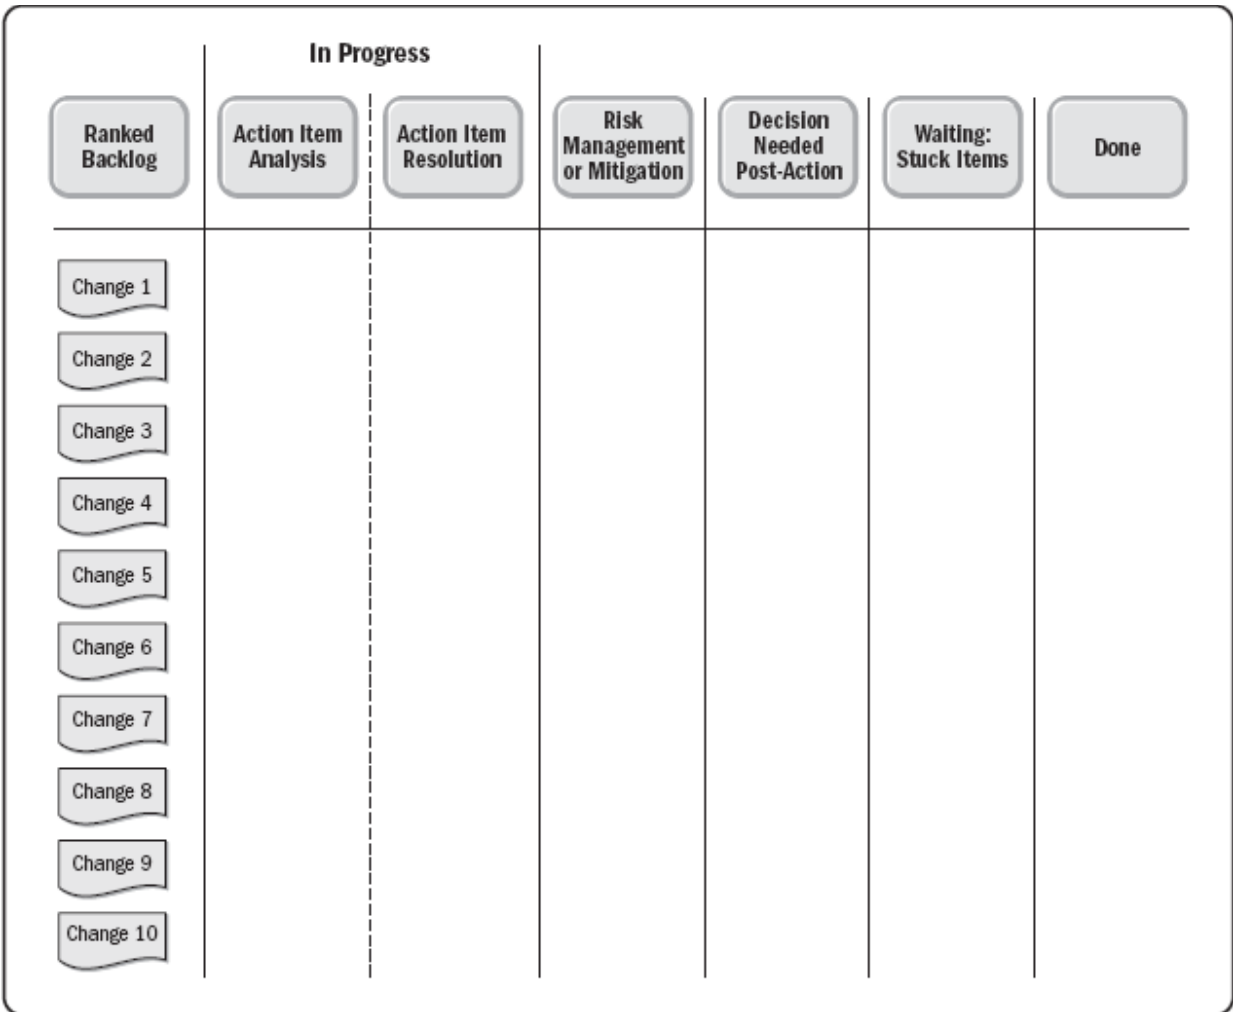 In Progress
Ranked
Backlog
Action Item
Analysis
Action Item
Resolution
Risk
Management
or Mitigation
Decision
Needed
Post-Action
Waiting:
Stuck Items
Done
Change 1
Change 2
Change 3
Change 4
Change 5
Change 6
Change 7
Change 8
Change 9
Change 10